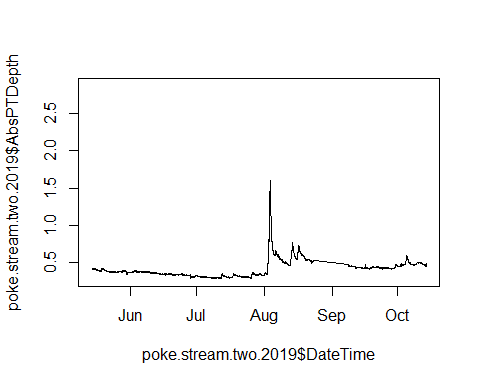 poke.stream.two.2019$AbsPTDepth
2.5
2.0
1.5
1.0
0.5
Jun Jul Aug Sep Oct
poke.stream.two.2019$DateTime